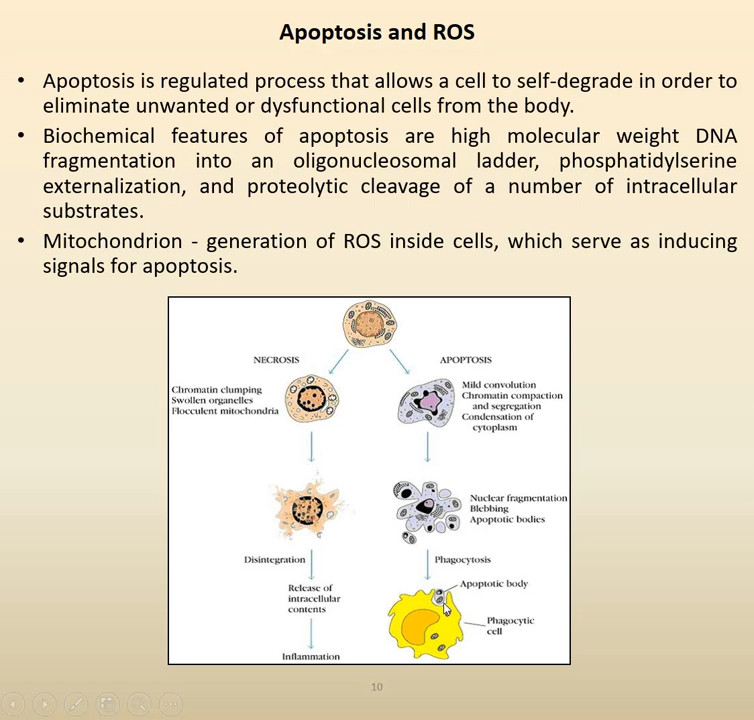 Apoptosis and ROS
• Apoptosis is regulated process that allows a cell to self-degrade in order to
eliminate unwanted or dysfunctional cells from the body.
• Biochemical features of apoptosis are high molecular weight DNA
fragmentation into an oligonucleosomal ladder, phosphatidylserine
externalization, and proteolytic cleavage of a number of intracellular
substrates.
• Mitochondrion - generation of ROS inside cells, which serve as inducing
signals for apoptosis.
NECROSIS
Chromatin clumping
Swollen organelles
Flocculent mitochondria
Disintegration
Release of
intracellular
contents
Inflammation
APOPTOSIS
Mild convolution
Chromatin compaction
and segregation
Condensation of
cytoplasm
Nuclear fragmentation
Blebbing
Apoptotic bodies
Phagocytosis
Apoptotic body
Phagocytic
cell
10